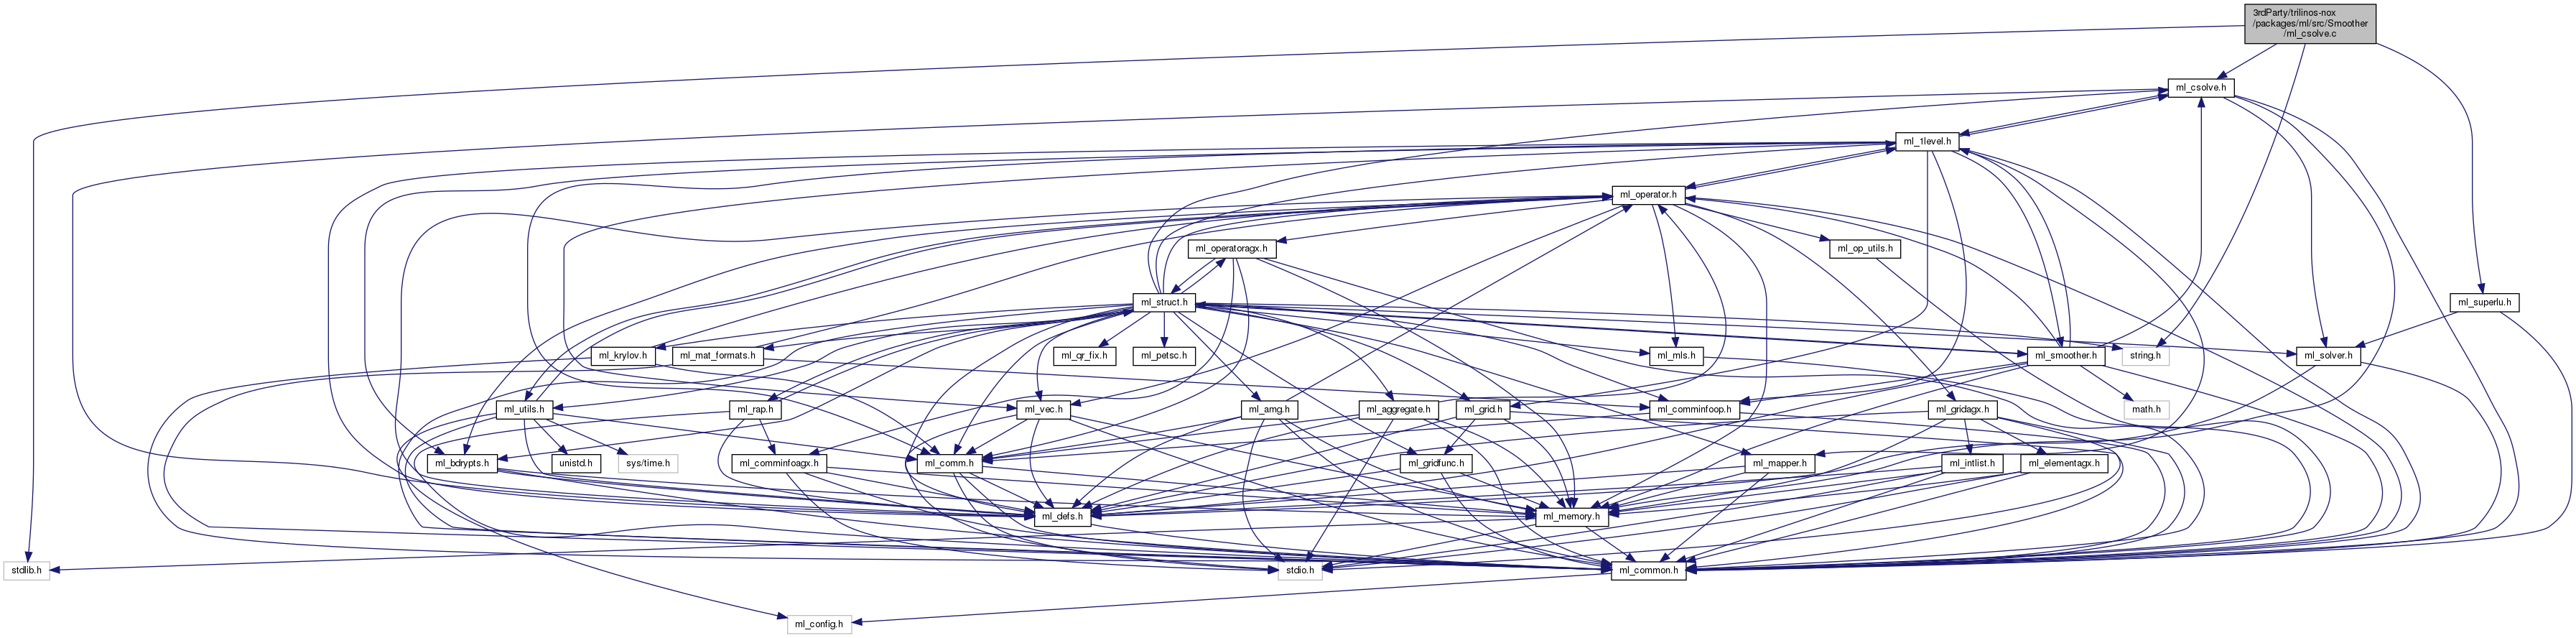 3rdParty/trilinos-nox
/packages/ml/src/Smoother
/ml_csolve.c
ml_csolve.h
ml_1level.h
ml_operator.h
ml_operatoragx.h
ml_op_utils.h
ml_struct.h
ml_superlu.h
ml_krylov.h
ml_mat_formats.h
ml_qr_fix.h
ml_petsc.h
ml_mls.h
ml_smoother.h
string.h
ml_solver.h
ml_utils.h
ml_rap.h
ml_vec.h
ml_amg.h
ml_aggregate.h
ml_grid.h
ml_comminfoop.h
ml_gridagx.h
math.h
ml_bdrypts.h
unistd.h
sys/time.h
ml_comminfoagx.h
ml_comm.h
ml_gridfunc.h
ml_mapper.h
ml_intlist.h
ml_elementagx.h
ml_defs.h
ml_memory.h
stdlib.h
stdio.h
ml_common.h
ml_config.h